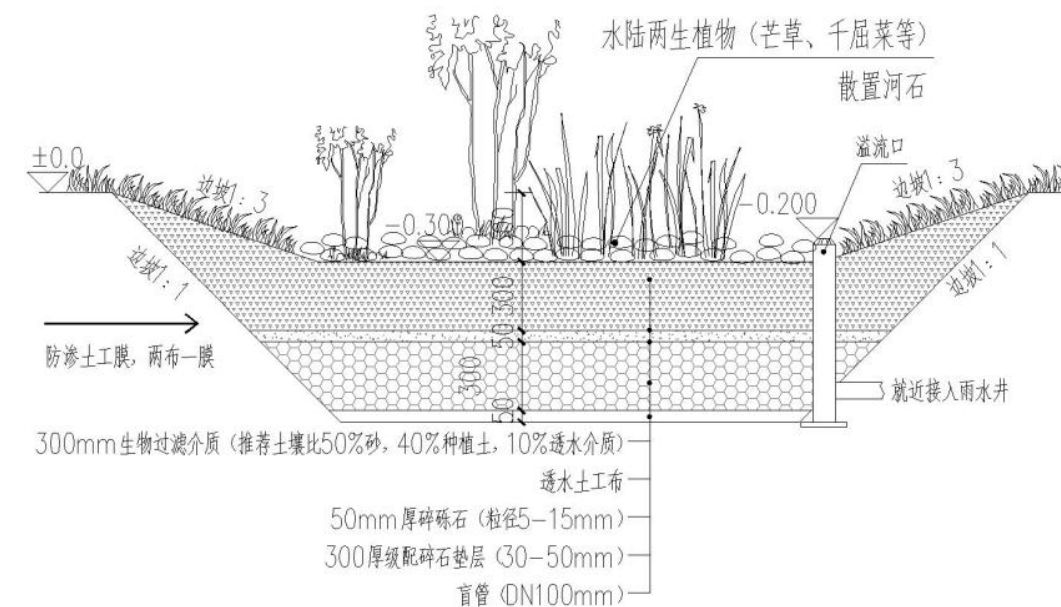 水陆两生植物（芒草、千屈菜等）
散置河石
溢流口
±0.0
边坡1：3
边坡1：3
-0.300
-0.200
边坡1：1
边坡1：1
300
50
300
50
防渗土工膜，两布一膜
就近接入雨水井
300mm生物过滤介质（推荐土壤比50%砂，40%种植土，10%透水介质）
透水土工布
50mm厚碎砾石（粒径5-15mm）
300厚级配碎石垫层（30-50mm）
盲管（DN100mm）